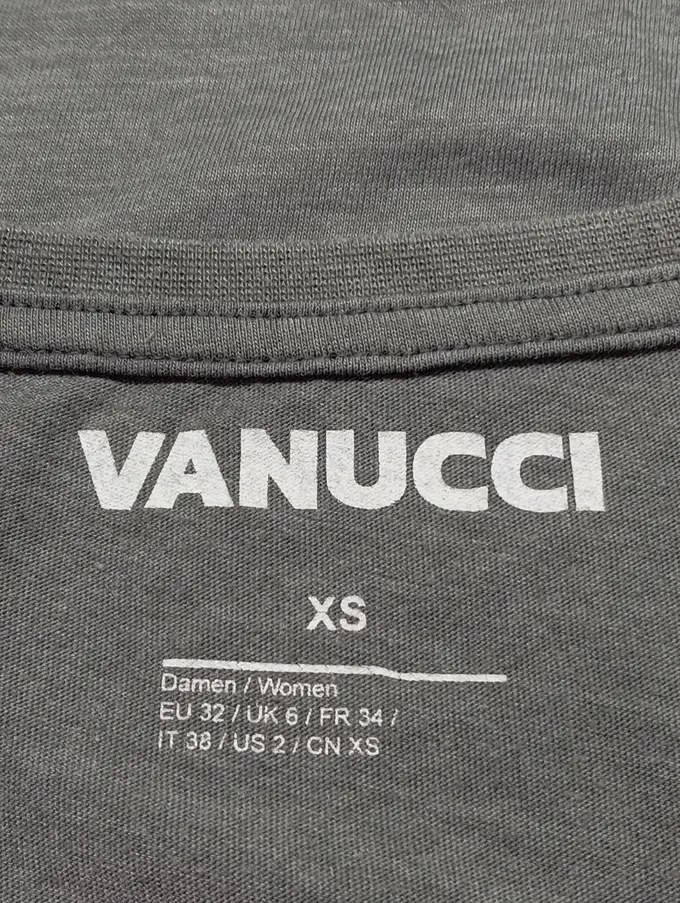 VANUCCI
XS
Damen / Women
EU 32 / UK 6 / FR 34 /
IT 38 / US 2 / CN XS